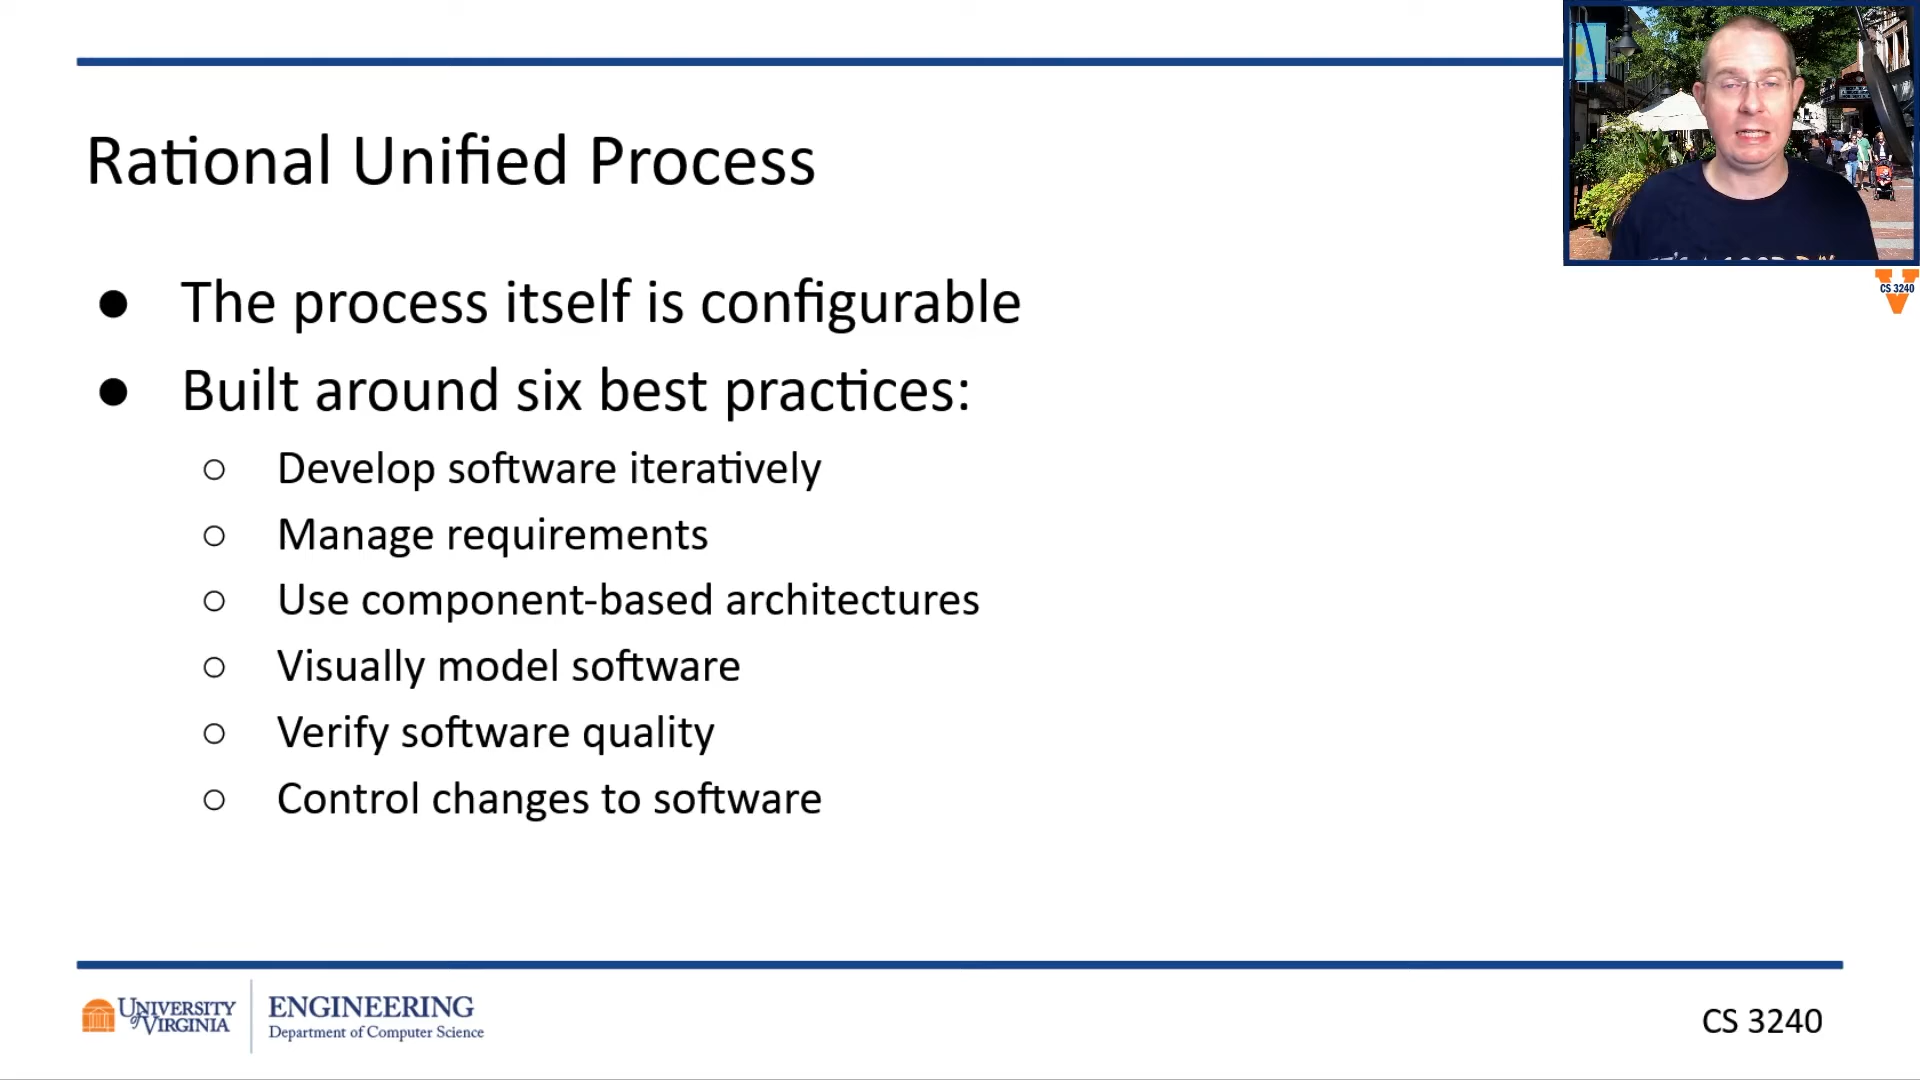 Rational Unified Process
● The process itself is configurable
● Built around six best practices:
○ Develop software iteratively
○ Manage requirements
○ Use component-based architectures
○ Visually model software
○ Verify software quality
○ Control changes to software
CS 3240
UNIVERSITY of VIRGINIA
ENGINEERING
Department of Computer Science
CS 3240